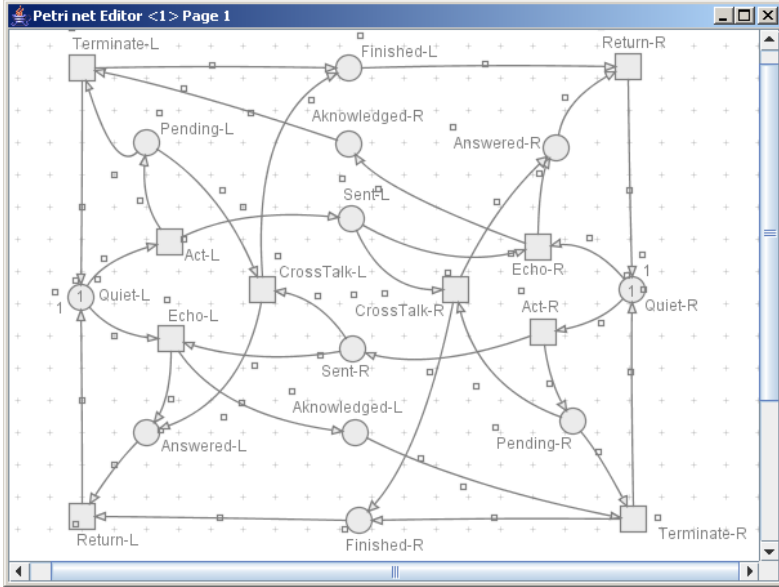 Petri net Editor <1> Page 1
Terminate-L
Finished-L
Return-R
Aknowledged-R
Pending-L
Answered-R
Sent-L
Act-L
Echo-R
CrossTalk-L
1
1
Quiet-L
1
CrossTalk-R
Act-R
1
Quiet-R
Echo-L
Sent-R
Aknowledged-L
Answered-L
Pending-R
Return-L
Finished-R
Terminate-R